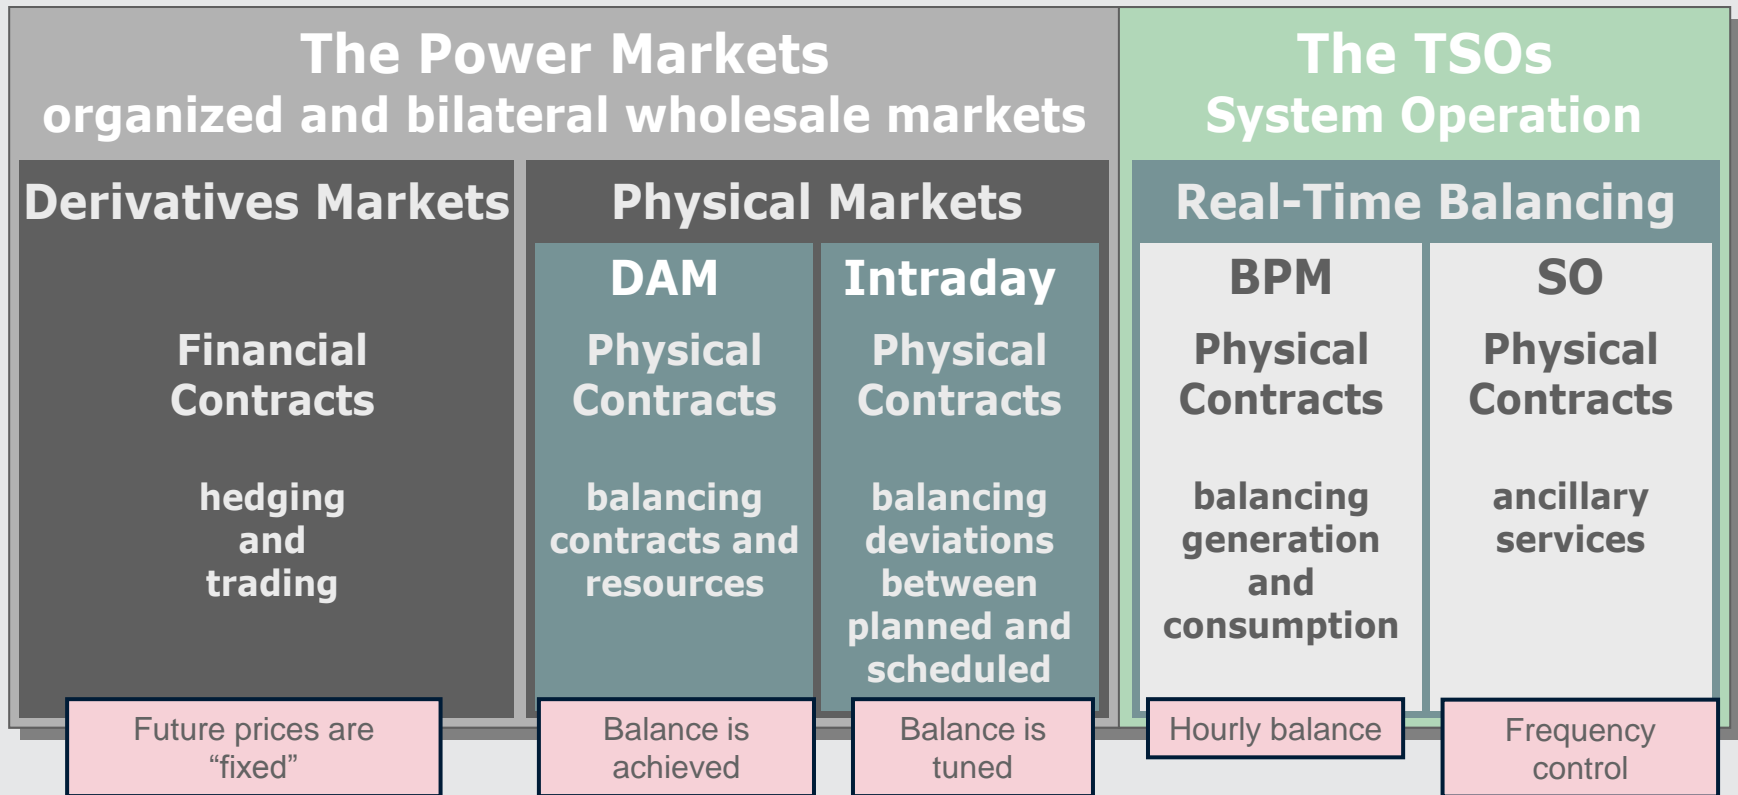 The Power Markets
organized and bilateral wholesale markets
The TSOs
System Operation
Derivatives Markets
Financial
Contracts
hedging
and
trading
Future prices are
“fixed”
Physical Markets
DAM
Physical
Contracts
balancing
contracts and
resources
Balance is
achieved
Intraday
Physical
Contracts
balancing
deviations
between
planned and
scheduled
Balance is
tuned
Real-Time Balancing
BPM
Physical
Contracts
balancing
generation
and
consumption
Hourly balance
SO
Physical
Contracts
ancillary
services
Frequency
control